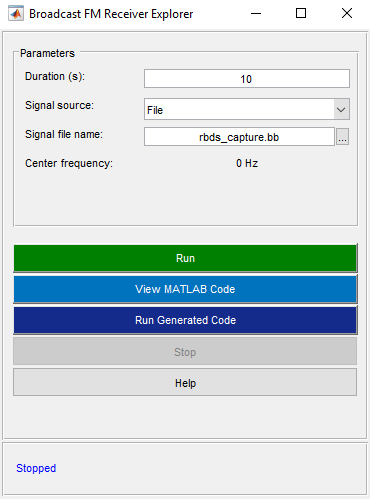 Broadcast FM Receiver Explorer
Parameters
Duration (s): 10
Signal source: File
Signal file name: rbds_capture.bb ...
Center frequency: 0 Hz
Run
View MATLAB Code
Run Generated Code
Stop
Help
Stopped